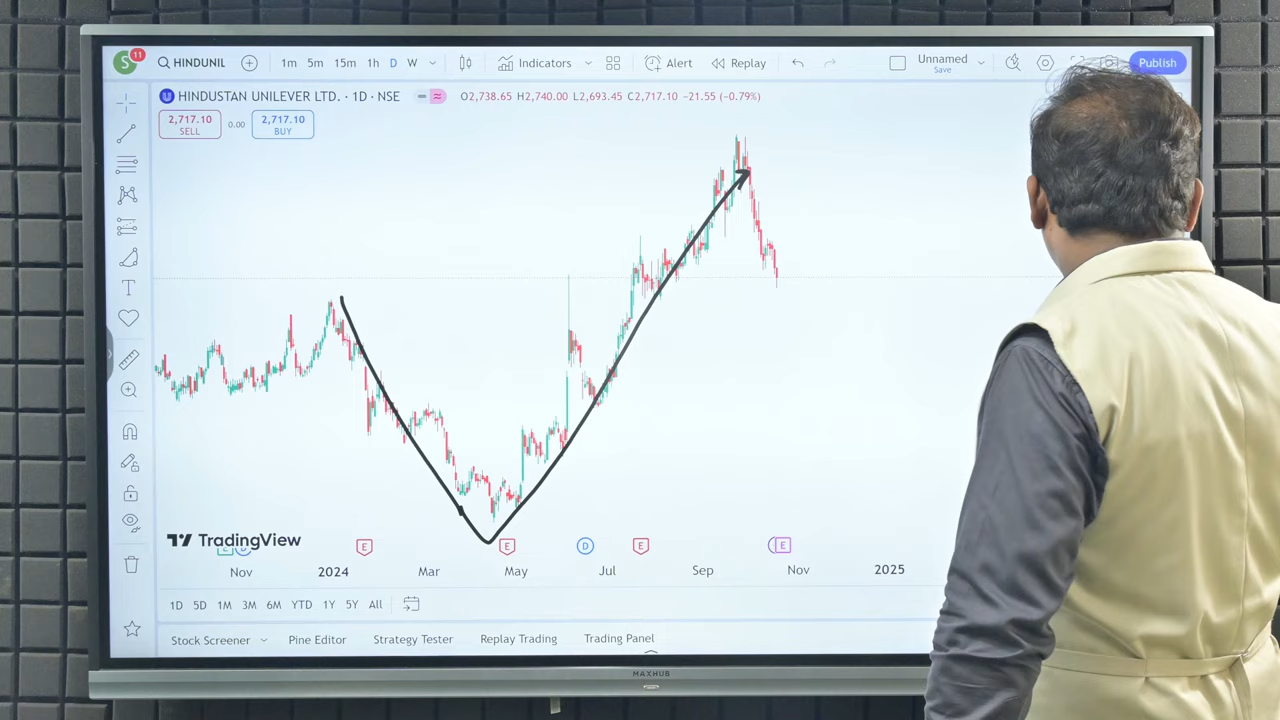 S 11 HINDUNIL 1m 5m 15m 1h D W Indicators Alert Replay Unnamed Save Publish
HINDUSTAN UNILEVER LTD. · 1D · NSE O2,738.65 H2,740.00 L2,693.45 C2,717.10 −21.55 (−0.79%)
2,717.10 SELL 0.00 2,717.10 BUY
T
TradingView
E E D E E
Nov 2024 Mar May Jul Sep Nov 2025
1D 5D 1M 3M 6M YTD 1Y 5Y All
Stock Screener Pine Editor Strategy Tester Replay Trading Trading Panel
MAXHUB